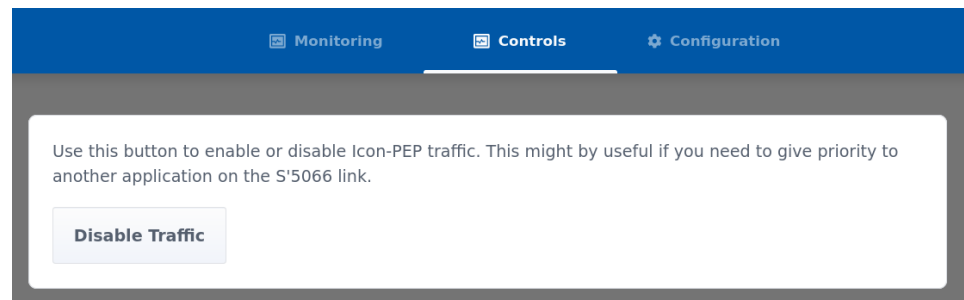 Monitoring Controls Configuration
Use this button to enable or disable Icon-PEP traffic. This might by useful if you need to give priority to
another application on the S'5066 link.
Disable Traffic